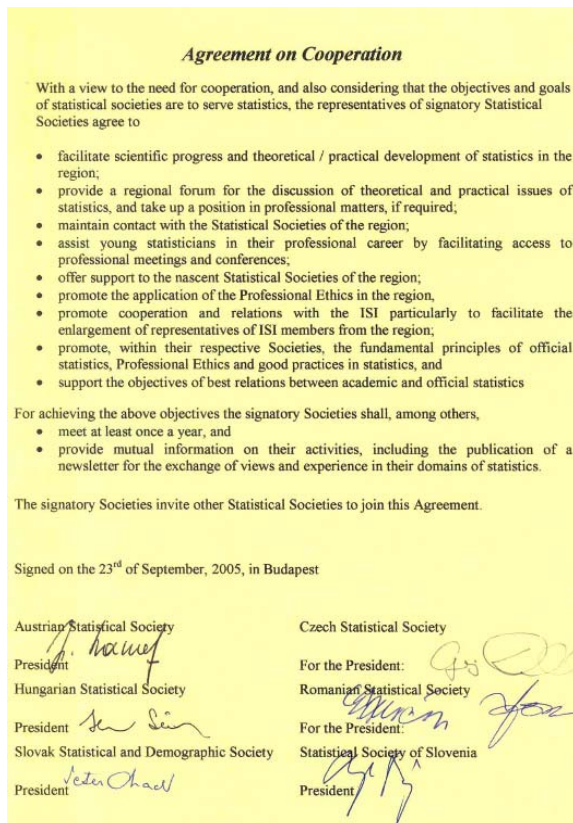 Agreement on Cooperation
With a view to the need for cooperation, and also considering that the objectives and goals
of statistical societies are to serve statistics, the representatives of signatory Statistical
Societies agree to
• facilitate scientific progress and theoretical / practical development of statistics in the
region;
• provide a regional forum for the discussion of theoretical and practical issues of
statistics, and take up a position in professional matters, if required;
• maintain contact with the Statistical Societies of the region;
• assist young statisticians in their professional career by facilitating access to
professional meetings and conferences;
• offer support to the nascent Statistical Societies of the region;
• promote the application of the Professional Ethics in the region,
• promote cooperation and relations with the ISI particularly to facilitate the
enlargement of representatives of ISI members from the region;
• promote, within their respective Societies, the fundamental principles of official
statistics, Professional Ethics and good practices in statistics, and
• support the objectives of best relations between academic and official statistics
For achieving the above objectives the signatory Societies shall, among others,
• meet at least once a year, and
• provide mutual information on their activities, including the publication of a
newsletter for the exchange of views and experience in their domains of statistics.
The signatory Societies invite other Statistical Societies to join this Agreement.
Signed on the 23rd of September, 2005, in Budapest
Austrian Statistical Society
President
Hungarian Statistical Society
President
Slovak Statistical and Demographic Society
President
Czech Statistical Society
For the President:
Romanian Statistical Society
For the President:
Statistical Society of Slovenia
President